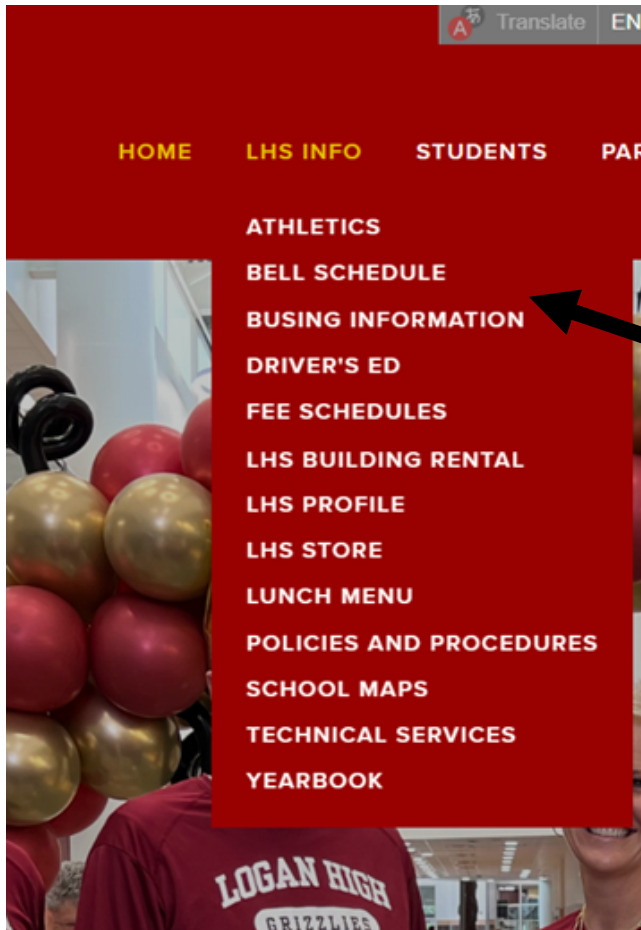 Translate EN
HOME LHS INFO STUDENTS PAR
ATHLETICS
BELL SCHEDULE
BUSING INFORMATION
DRIVER'S ED
FEE SCHEDULES
LHS BUILDING RENTAL
LHS PROFILE
LHS STORE
LUNCH MENU
POLICIES AND PROCEDURES
SCHOOL MAPS
TECHNICAL SERVICES
YEARBOOK
LOGAN HIGH
GRIZZLIES